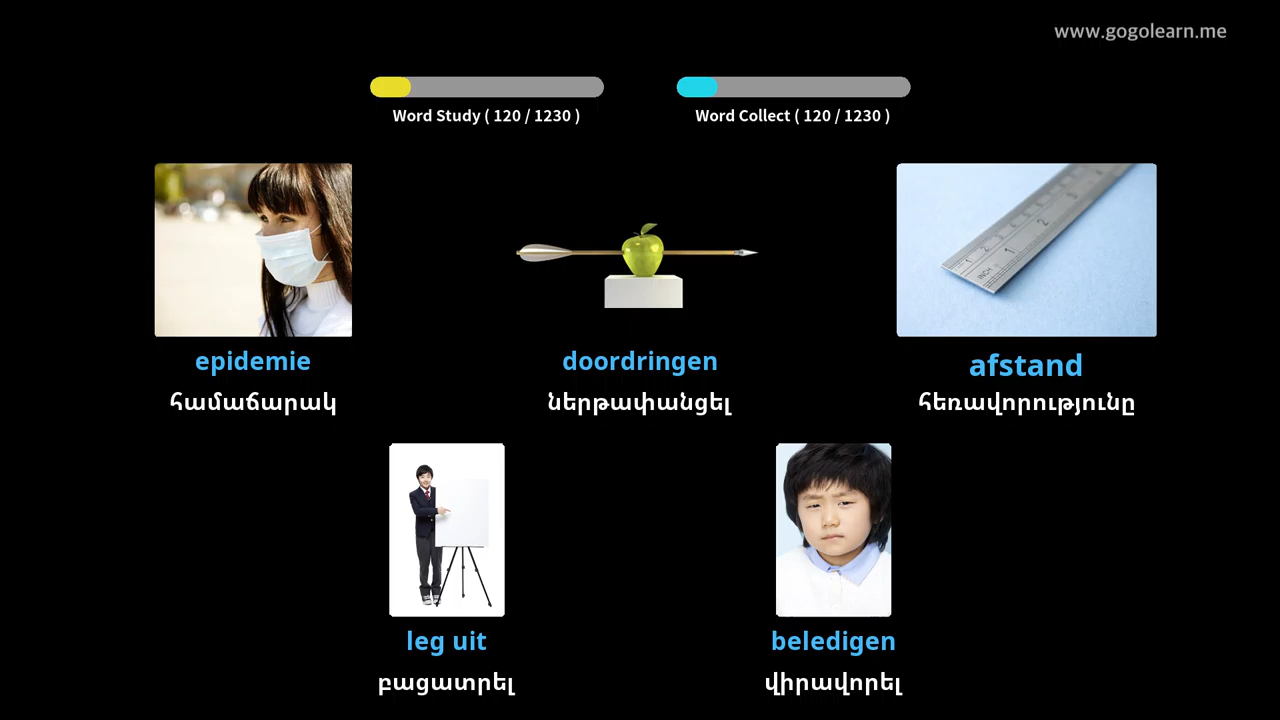 www.gogolearn.me
Word Study ( 120 / 1230 )
Word Collect ( 120 / 1230 )
epidemie
համաճարակ
doordringen
ներթափանցել
afstand
հեռավորությունը
leg uit
բացատրել
beledigen
վիրավորել